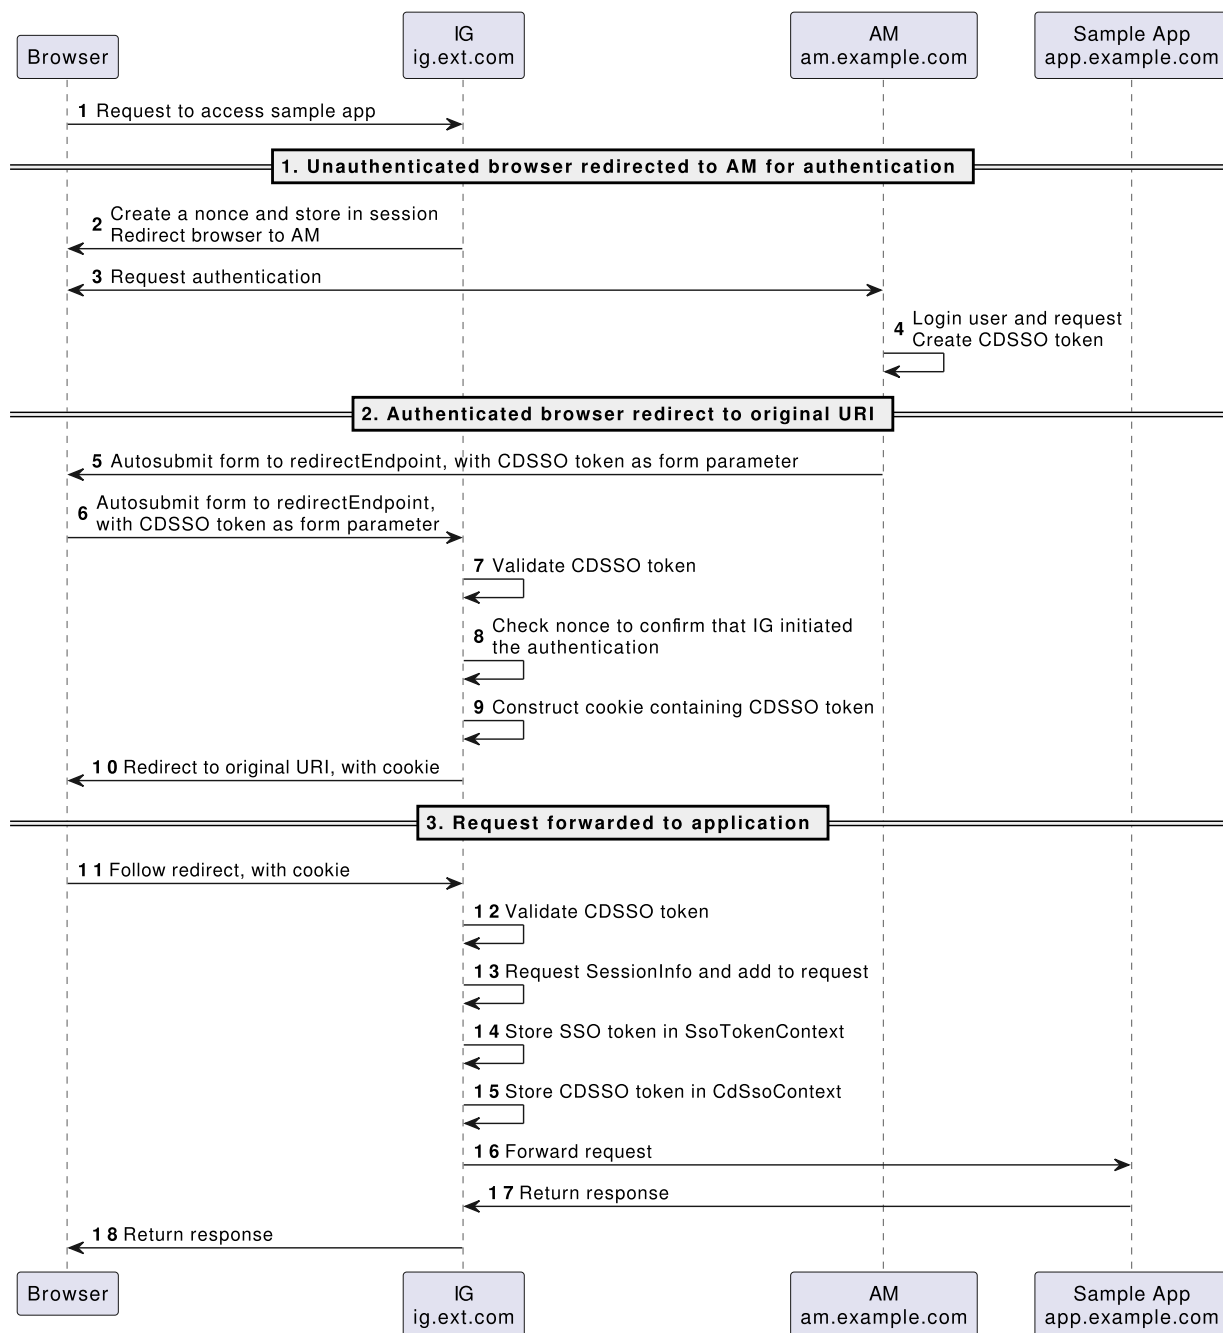 IG
AM
Sample App
Browser
ig.ext.com
am.example.com
app.example.com
1 Request to access sample app
1. Unauthenticated browser redirected to AM for authentication
2 Create a nonce and store in session
Redirect browser to AM
3 Request authentication
4 Login user and request
Create CDSSO token
2. Authenticated browser redirect to original URI
5 Autosubmit form to redirectEndpoint, with CDSSO token as form parameter
6 Autosubmit form to redirectEndpoint,
with CDSSO token as form parameter
7 Validate CDSSO token
8 Check nonce to confirm that IG initiated
the authentication
9 Construct cookie containing CDSSO token
10 Redirect to original URI, with cookie
3. Request forwarded to application
11 Follow redirect, with cookie
12 Validate CDSSO token
13 Request SessionInfo and add to request
14 Store SSO token in SsoTokenContext
15 Store CDSSO token in CdSsoContext
16 Forward request
17 Return response
18 Return response
Browser
IG
AM
Sample App
ig.ext.com
am.example.com
app.example.com